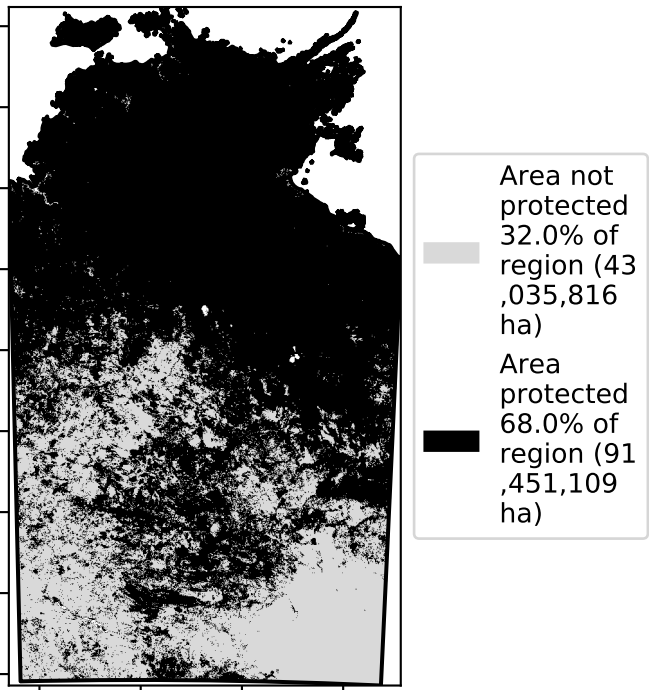 Area not
protected
32.0% of
region (43
,035,816
ha)
Area
protected
68.0% of
region (91
,451,109
ha)